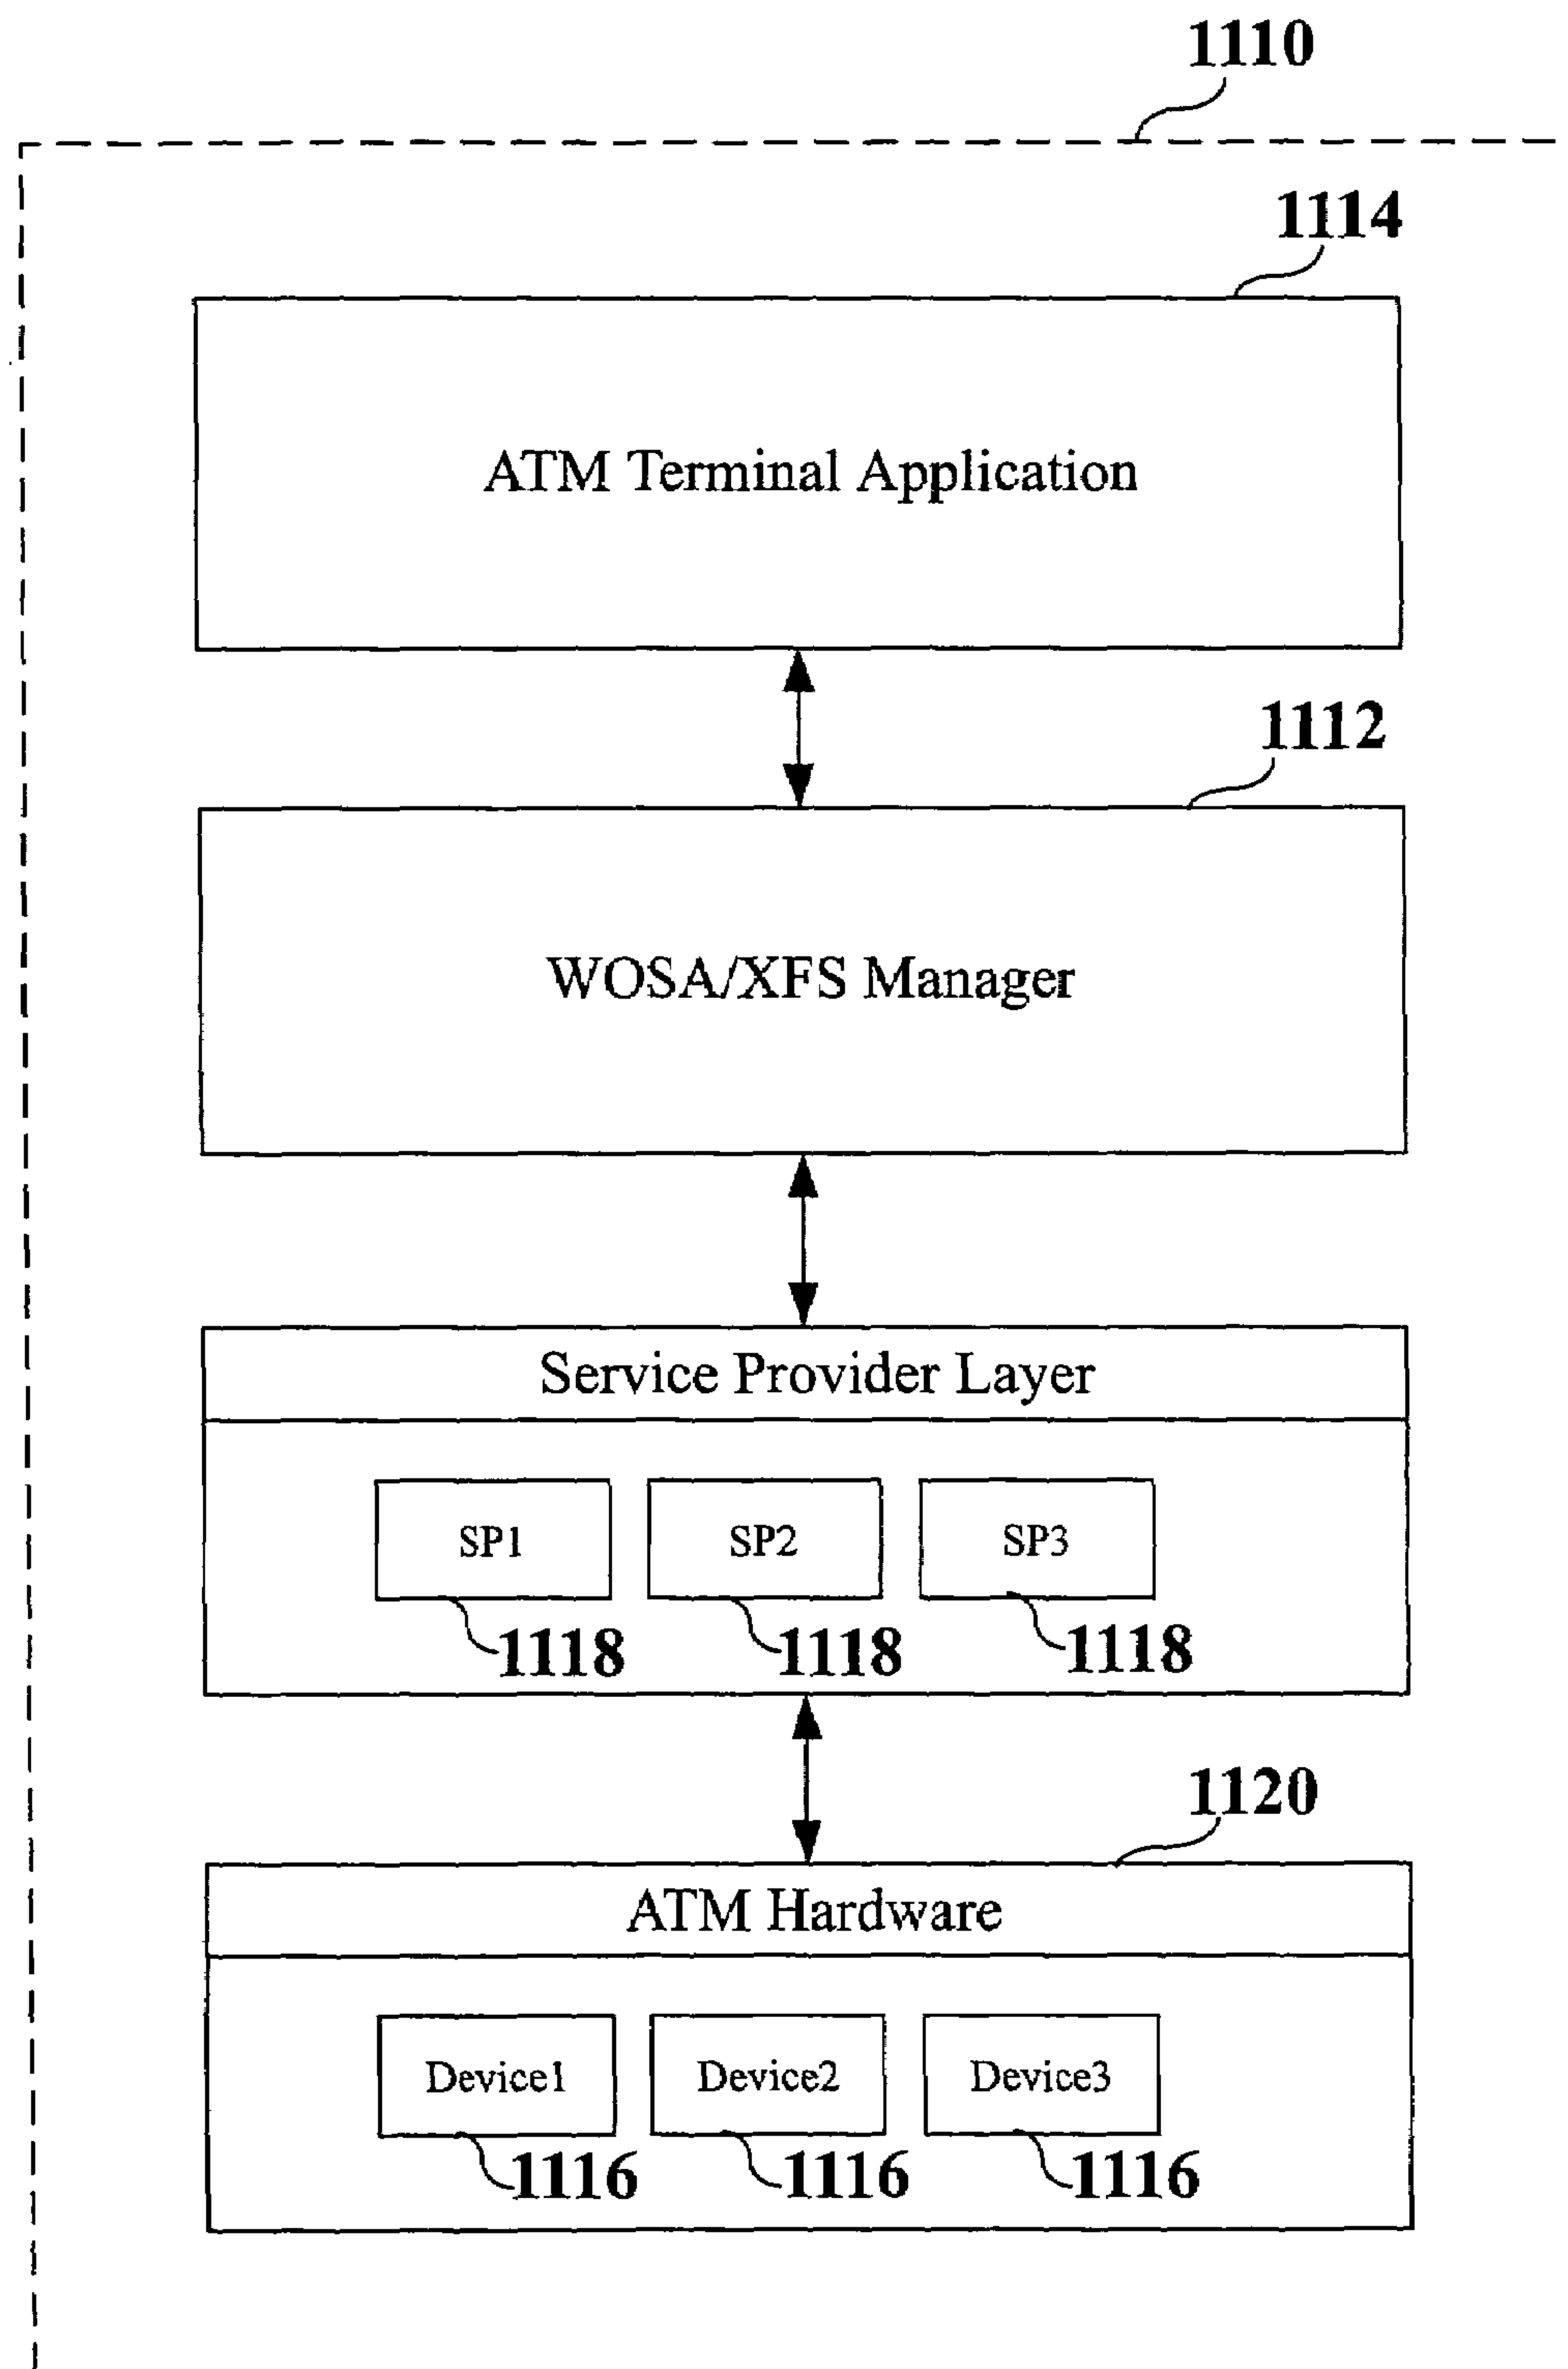 1110
1114
ATM Terminal Application
1112
WOSA/XFS Manager
Service Provider Layer
SP1 SP2 SP3
1118 1118 1118
1120
ATM Hardware
Device1 Device2 Device3
1116 1116 1116